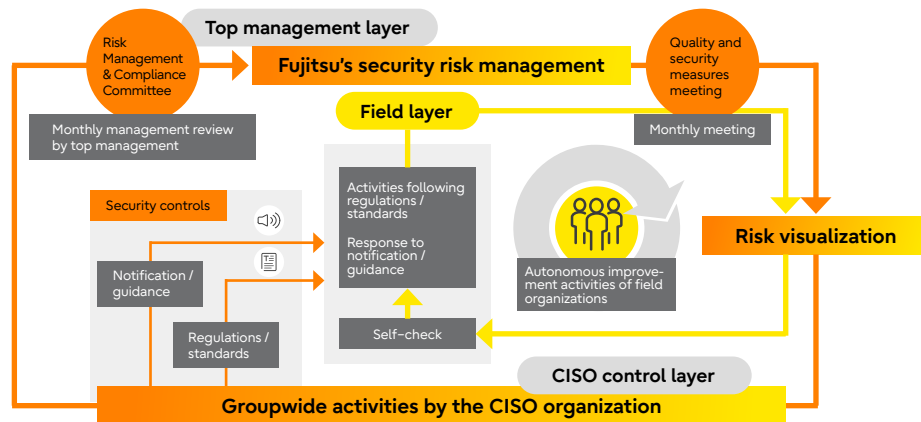 Top management layer
Risk
Management
& Compliance
Committee
Fujitsu's security risk management
Quality and
security
measures
meeting
Monthly management review
by top management
Field layer
Monthly meeting
Security controls
Activities following
regulations /
standards
Response to
notification /
guidance
Risk visualization
Notification /
guidance
Autonomous improve-
ment activities of field
organizations
Regulations /
standards
Self-check
CISO control layer
Groupwide activities by the CISO organization